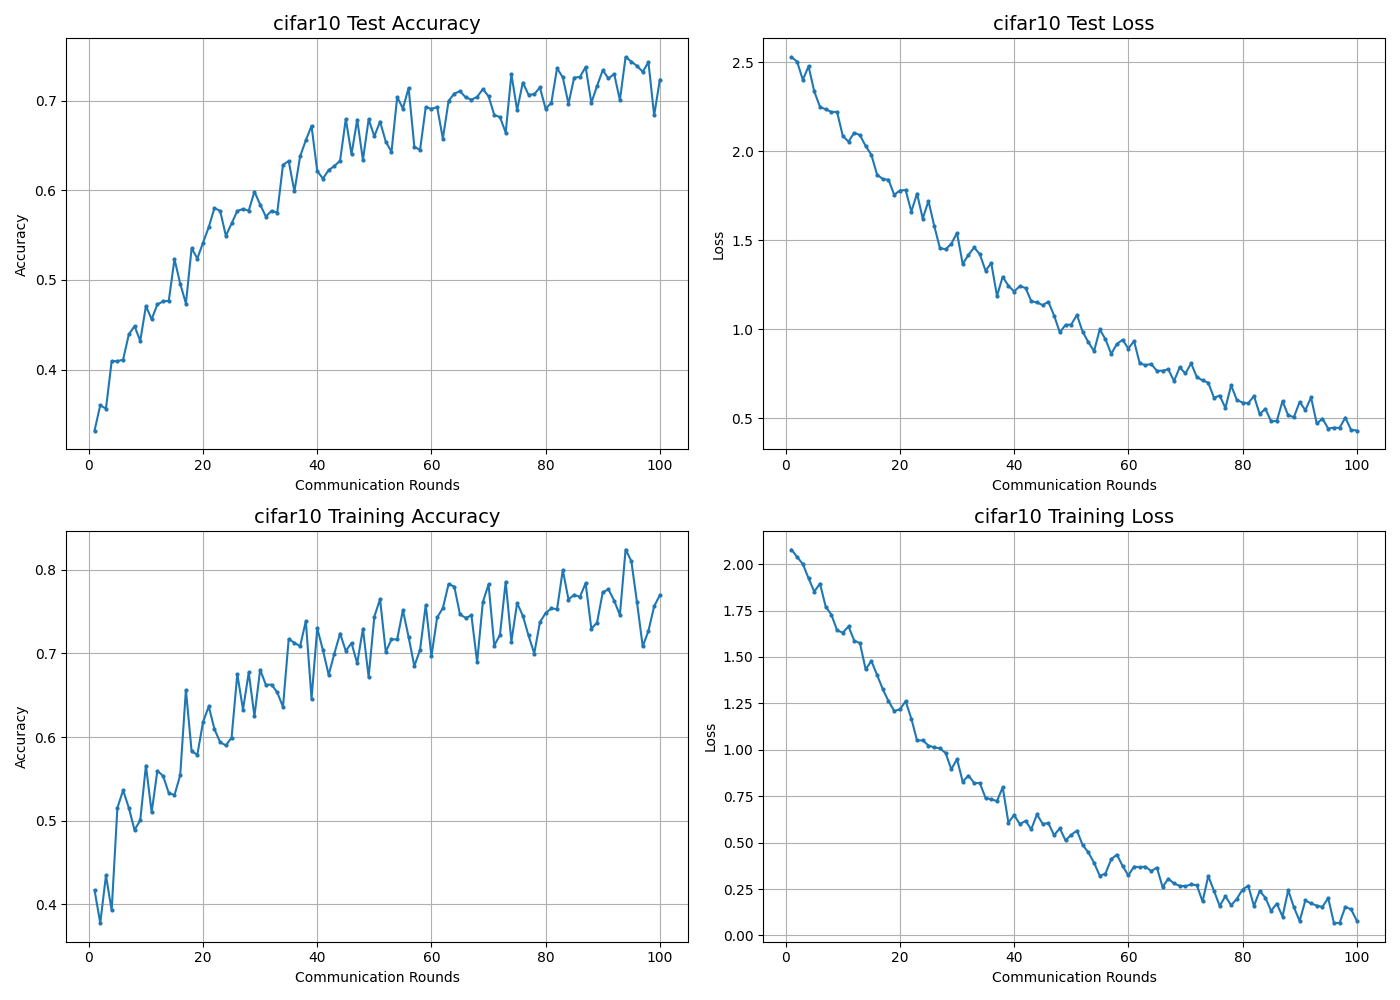 cifar10 Test Accuracy
Accuracy
0.7
0.6
0.5
0.4
0 20 40 60 80 100
Communication Rounds
cifar10 Test Loss
Loss
2.5
2.0
1.5
1.0
0.5
0 20 40 60 80 100
Communication Rounds
cifar10 Training Accuracy
Accuracy
0.8
0.7
0.6
0.5
0.4
0 20 40 60 80 100
Communication Rounds
cifar10 Training Loss
Loss
2.00
1.75
1.50
1.25
1.00
0.75
0.50
0.25
0.00
0 20 40 60 80 100
Communication Rounds